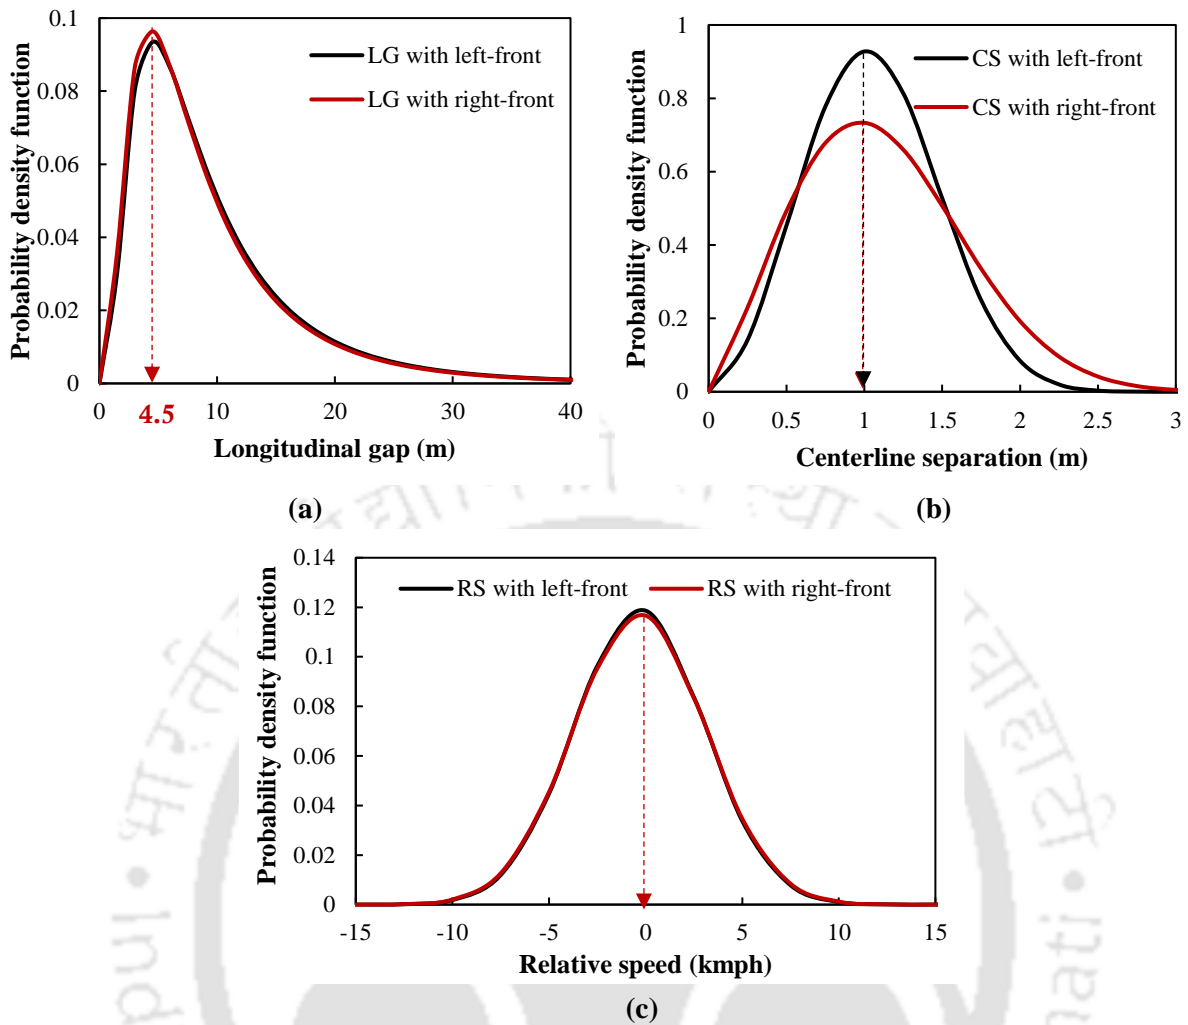 Probability density function
0.1
0.08
0.06
0.04
0.02
0
LG with left-front
LG with right-front
0 10 20 30 40
4.5
Longitudinal gap (m)
(a)
Probability density function
1
0.8
0.6
0.4
0.2
0
CS with left-front
CS with right-front
0 0.5 1 1.5 2 2.5 3
Centerline separation (m)
(b)
Probability density function
0.14
0.12
0.1
0.08
0.06
0.04
0.02
0
RS with left-front RS with right-front
-15 -10 -5 0 5 10 15
Relative speed (kmph)
(c)